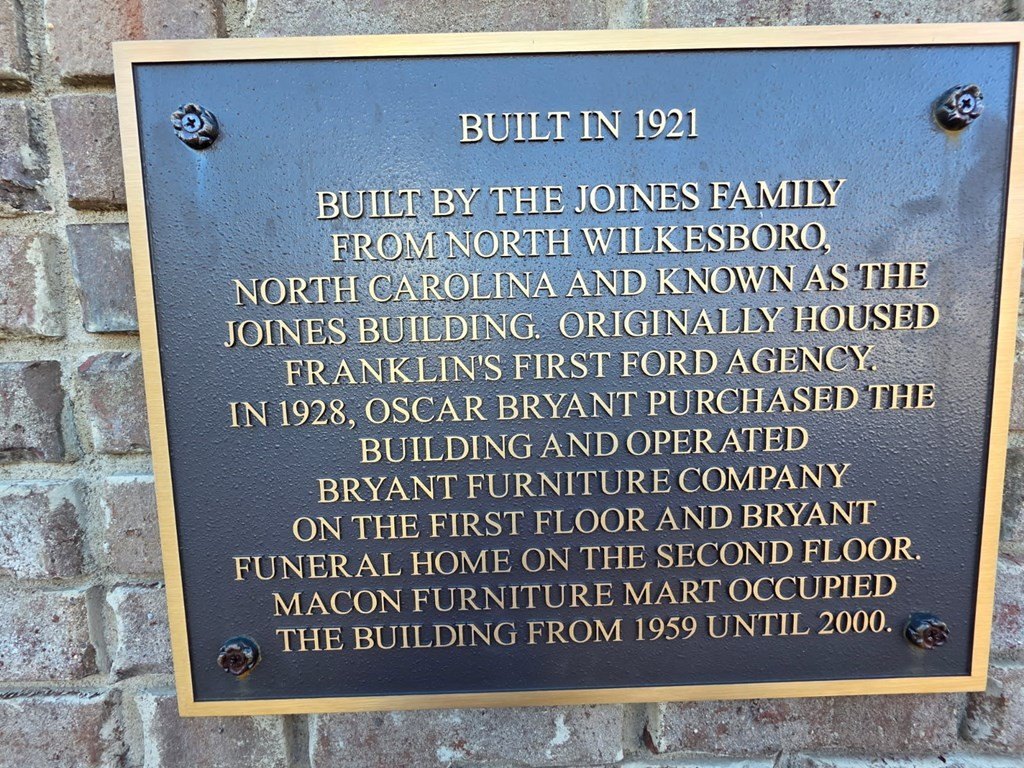 BUILT IN 1921
BUILT BY THE JOINES FAMILY
FROM NORTH WILKESBORO,
NORTH CAROLINA AND KNOWN AS THE
JOINES BUILDING. ORIGINALLY HOUSED
FRANKLIN'S FIRST FORD AGENCY.
IN 1928, OSCAR BRYANT PURCHASED THE
BUILDING AND OPERATED
BRYANT FURNITURE COMPANY
ON THE FIRST FLOOR AND BRYANT
FUNERAL HOME ON THE SECOND FLOOR.
MACON FURNITURE MART OCCUPIED
THE BUILDING FROM 1959 UNTIL 2000.